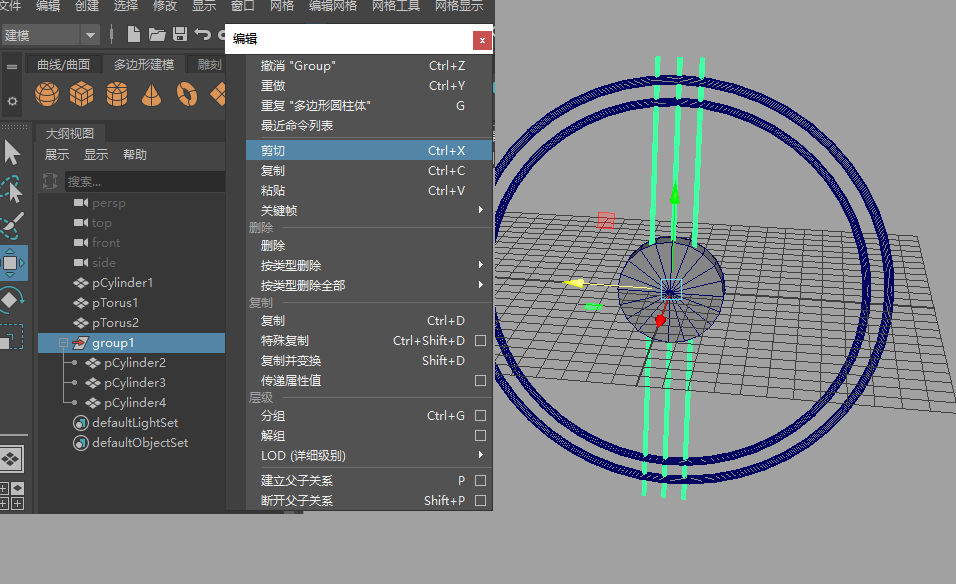 文件 编辑 创建 选择 修改 显示 窗口 网格 编辑网格 网格工具 网格显示
建模
编辑
x
曲线/曲面 多边形建模 雕刻
大纲视图
展示 显示 帮助
搜索...
persp
top
front
side
pCylinder1
pTorus1
pTorus2
group1
pCylinder2
pCylinder3
pCylinder4
defaultLightSet
defaultObjectSet
撤消 "Group" Ctrl+Z
重做 Ctrl+Y
重复 "多边形圆柱体" G
最近命令列表
剪切 Ctrl+X
复制 Ctrl+C
粘贴 Ctrl+V
关键帧
删除
删除
按类型删除
按类型删除全部
复制
复制 Ctrl+D
特殊复制 Ctrl+Shift+D
复制并变换 Shift+D
传递属性值
层级
分组 Ctrl+G
解组
LOD (详细级别)
建立父子关系 P
断开父子关系 Shift+P